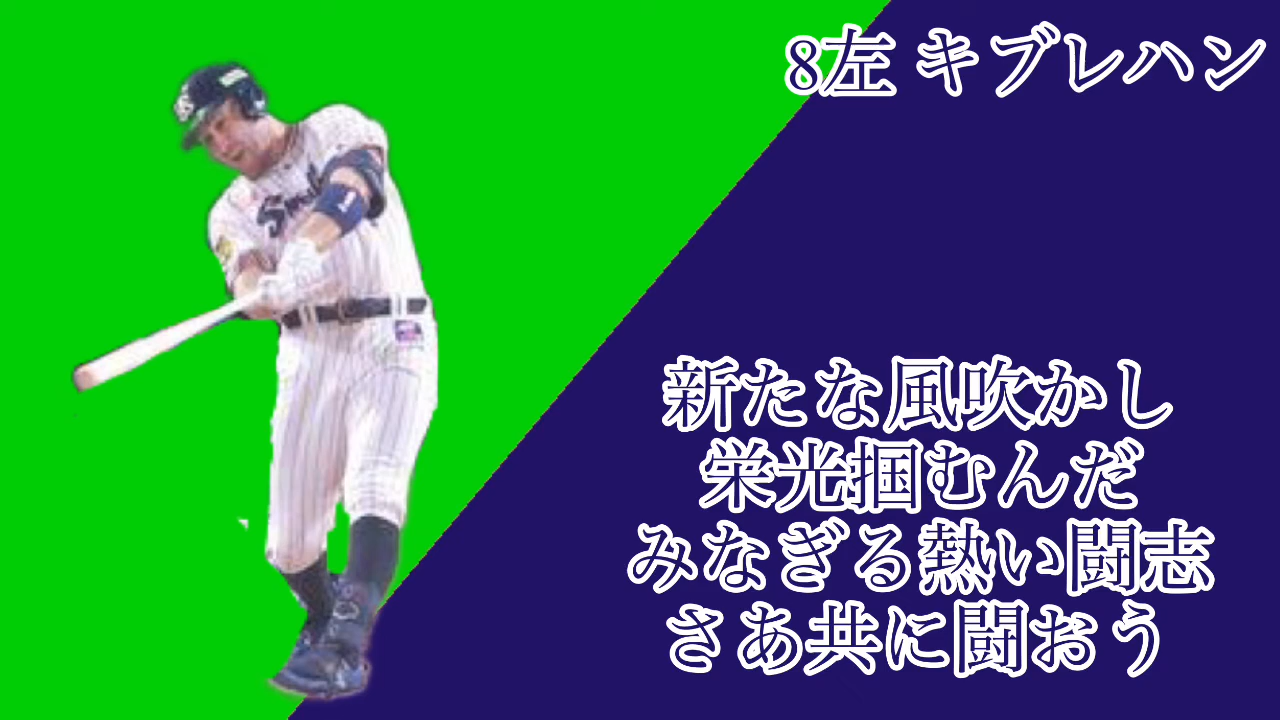 8左 キブレハン
新たな風吹かし
栄光掴むんだ
みなぎる熱い闘志
さあ共に闘おう